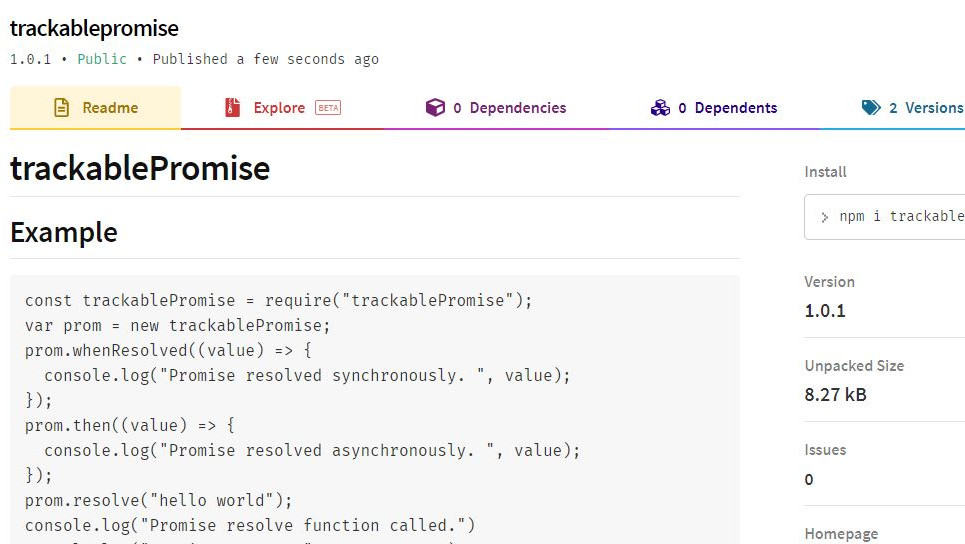 trackablepromise
1.0.1 • Public • Published a few seconds ago
Readme
Explore BETA
0 Dependencies
0 Dependents
2 Versions
trackablePromise
Example
const trackablePromise = require("trackablePromise");
var prom = new trackablePromise;
prom.whenResolved((value) => {
  console.log("Promise resolved synchronously. ", value);
});
prom.then((value) => {
  console.log("Promise resolved asynchronously. ", value);
});
prom.resolve("hello world");
console.log("Promise resolve function called.")
Install
> npm i trackable
Version
1.0.1
Unpacked Size
8.27 kB
Issues
0
Homepage